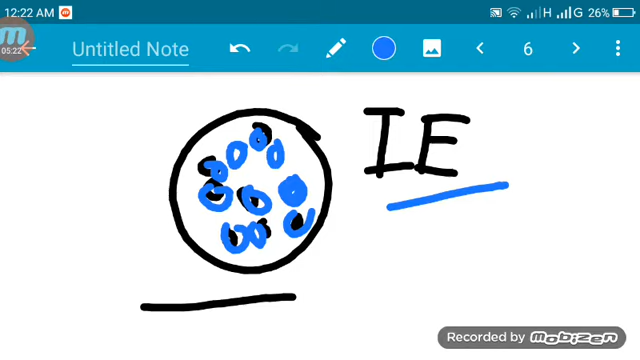 12:22 AM H G 26%
05:22 Untitled Note 6
IE
Recorded by mobizen